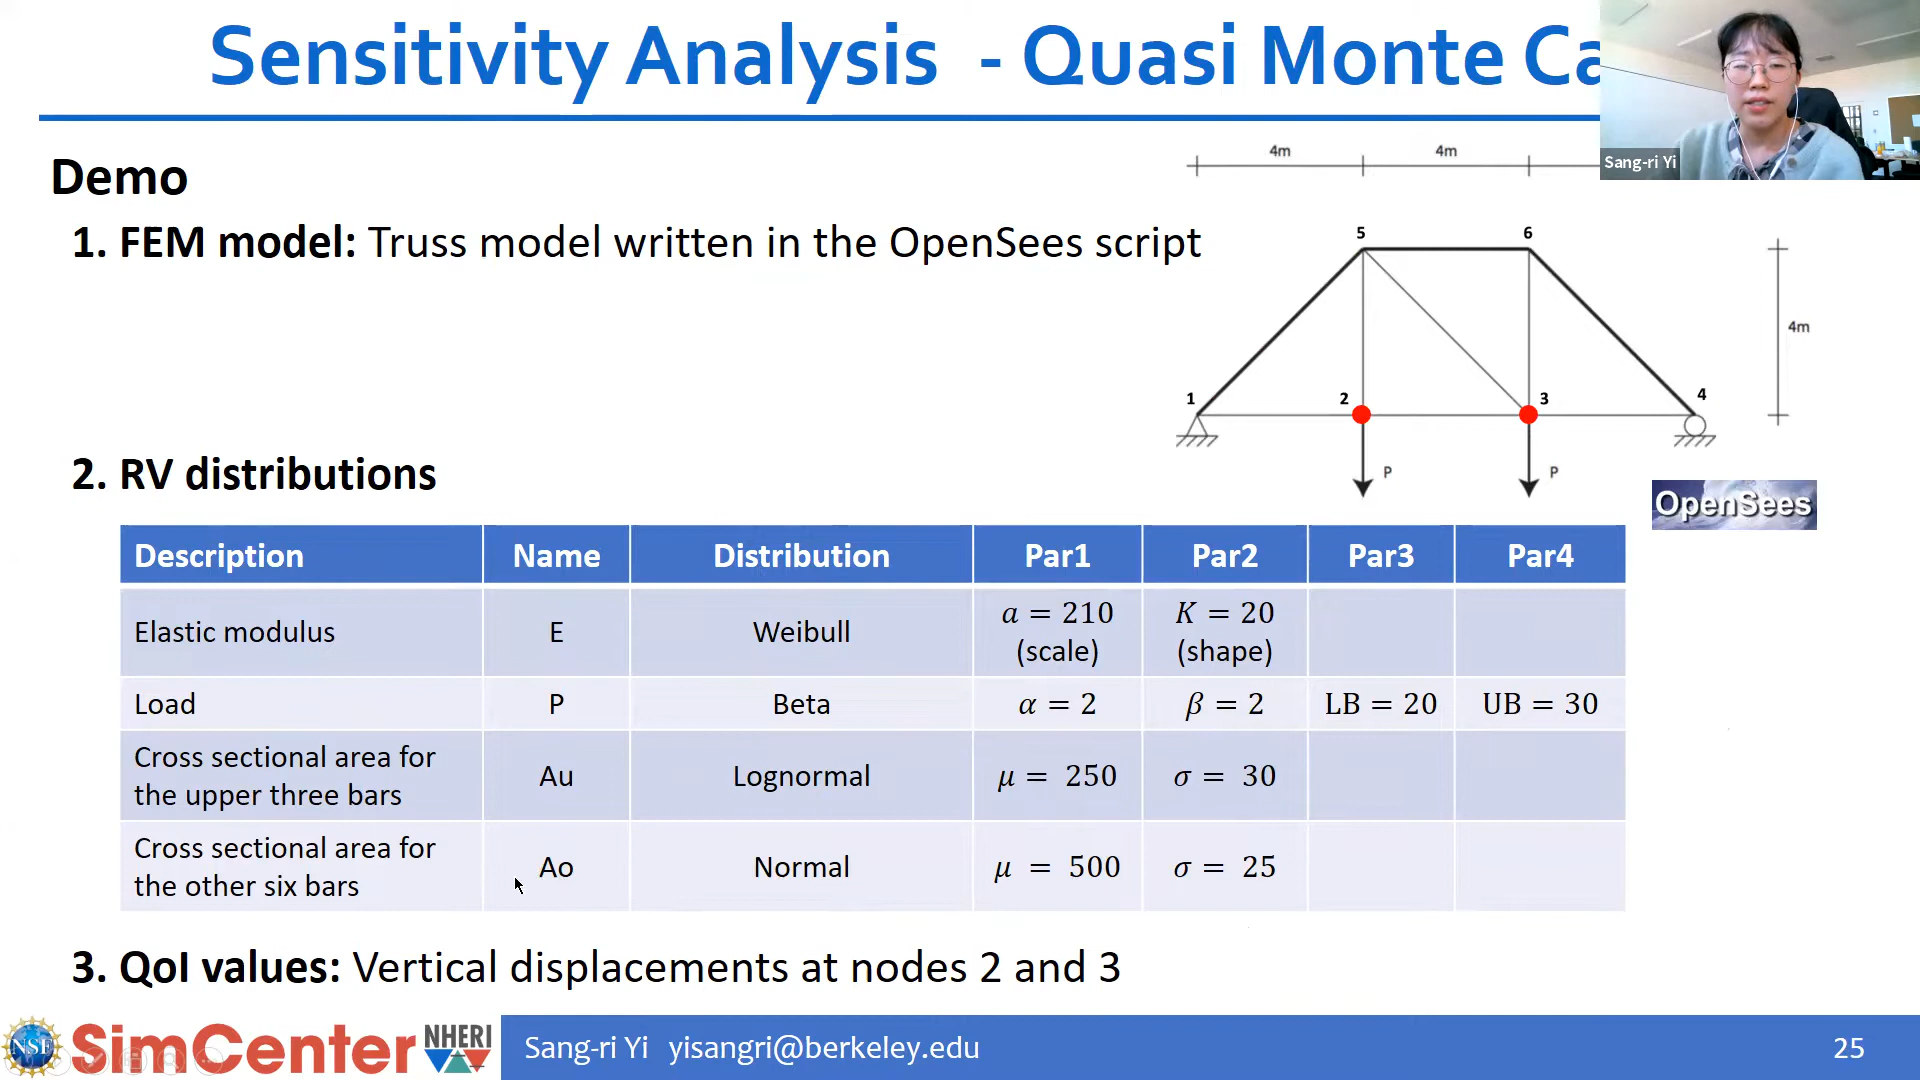 Sensitivity Analysis - Quasi Monte Ca
Sang-ri Yi
Demo
4m
4m
1. FEM model: Truss model written in the OpenSees script
5
6
4m
1
2
3
4
P
P
2. RV distributions
OpenSees
Description Name Distribution Par1 Par2 Par3 Par4
Elastic modulus E Weibull a = 210 (scale) K = 20 (shape)
Load P Beta α = 2 β = 2 LB = 20 UB = 30
Cross sectional area for
the upper three bars Au Lognormal μ = 250 σ = 30
Cross sectional area for
the other six bars Ao Normal μ = 500 σ = 25
3. QoI values: Vertical displacements at nodes 2 and 3
NSF
SimCenter
NHERI
Sang-ri Yi yisangri@berkeley.edu
25